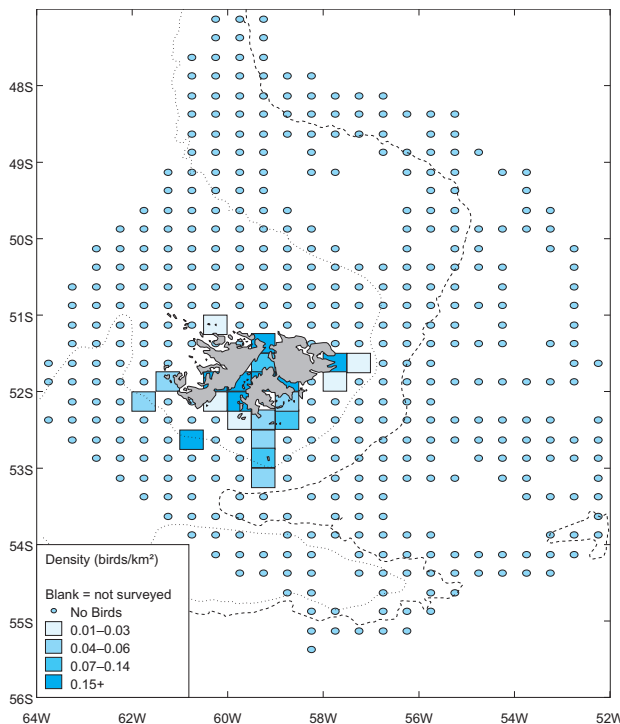 48S
49S
50S
51S
52S
53S
54S
55S
56S
Density (birds/km²)
Blank = not surveyed
No Birds
0.01–0.03
0.04–0.06
0.07–0.14
0.15+
64W 62W 60W 58W 56W 54W 52W